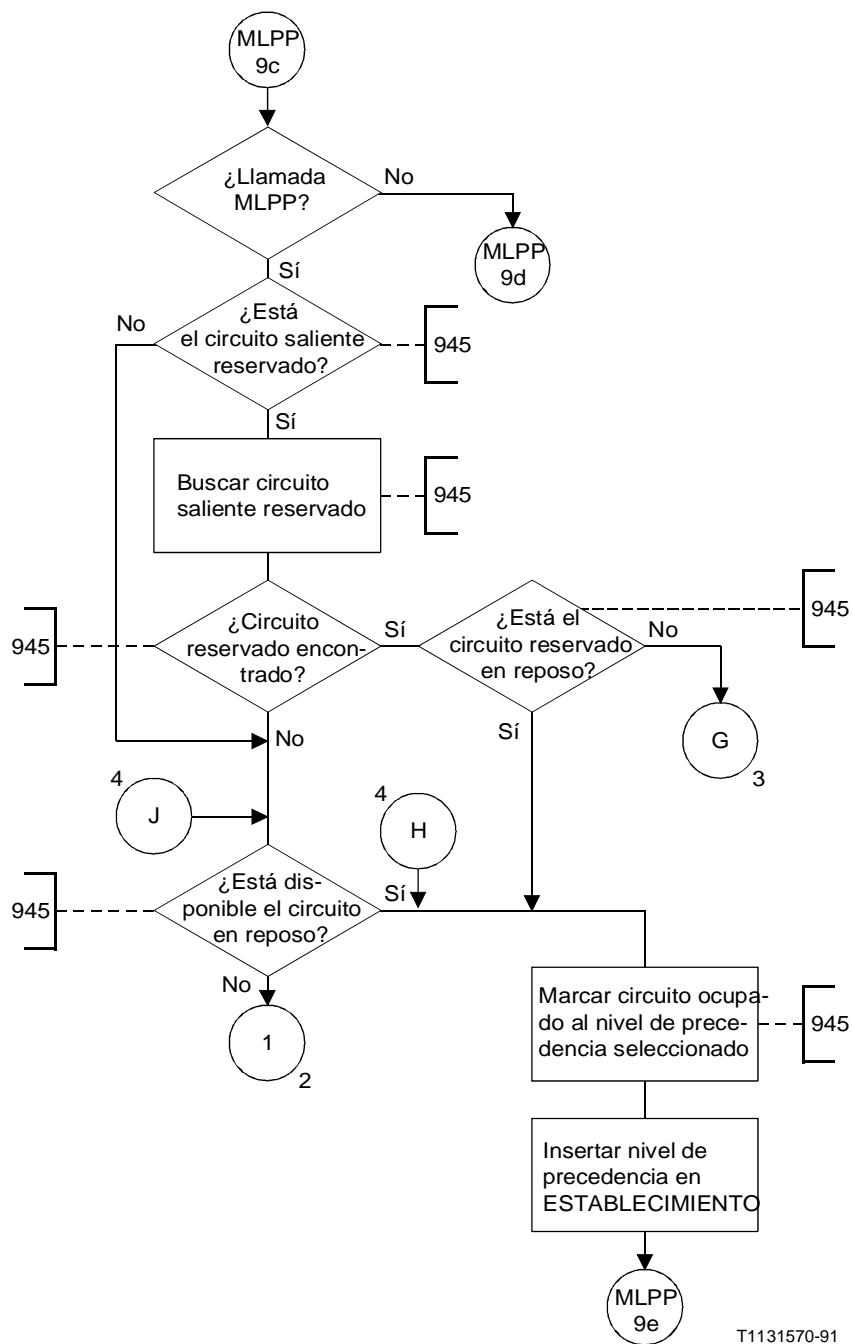 MLPP
9c
¿Llamada
MLPP?
No
MLPP
9d
Sí
¿Está
el circuito saliente
reservado?
No
945
Sí
Buscar circuito
saliente reservado
945
945
¿Circuito
reservado encon-
trado?
Sí
¿Está el
circuito reservado
en reposo?
No
945
G
3
No
Sí
4
J
4
H
945
¿Está dis-
ponible el circuito
en reposo?
Sí
No
1
2
Marcar circuito ocupa-
do al nivel de prece-
dencia seleccionado
945
Insertar nivel de
precedencia en
ESTABLECIMIENTO
MLPP
9e
T1131570-91